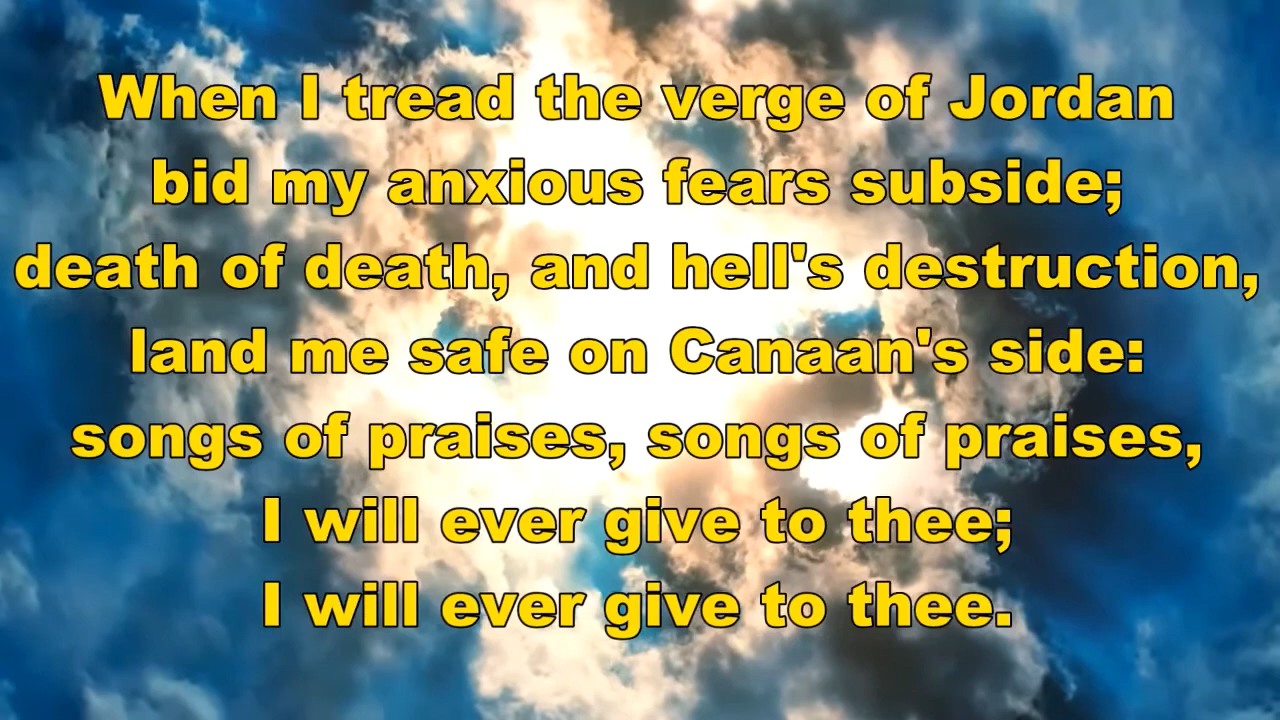 When I tread the verge of Jordan
bid my anxious fears subside;
death of death, and hell's destruction,
land me safe on Canaan's side:
songs of praises, songs of praises,
I will ever give to thee;
I will ever give to thee.